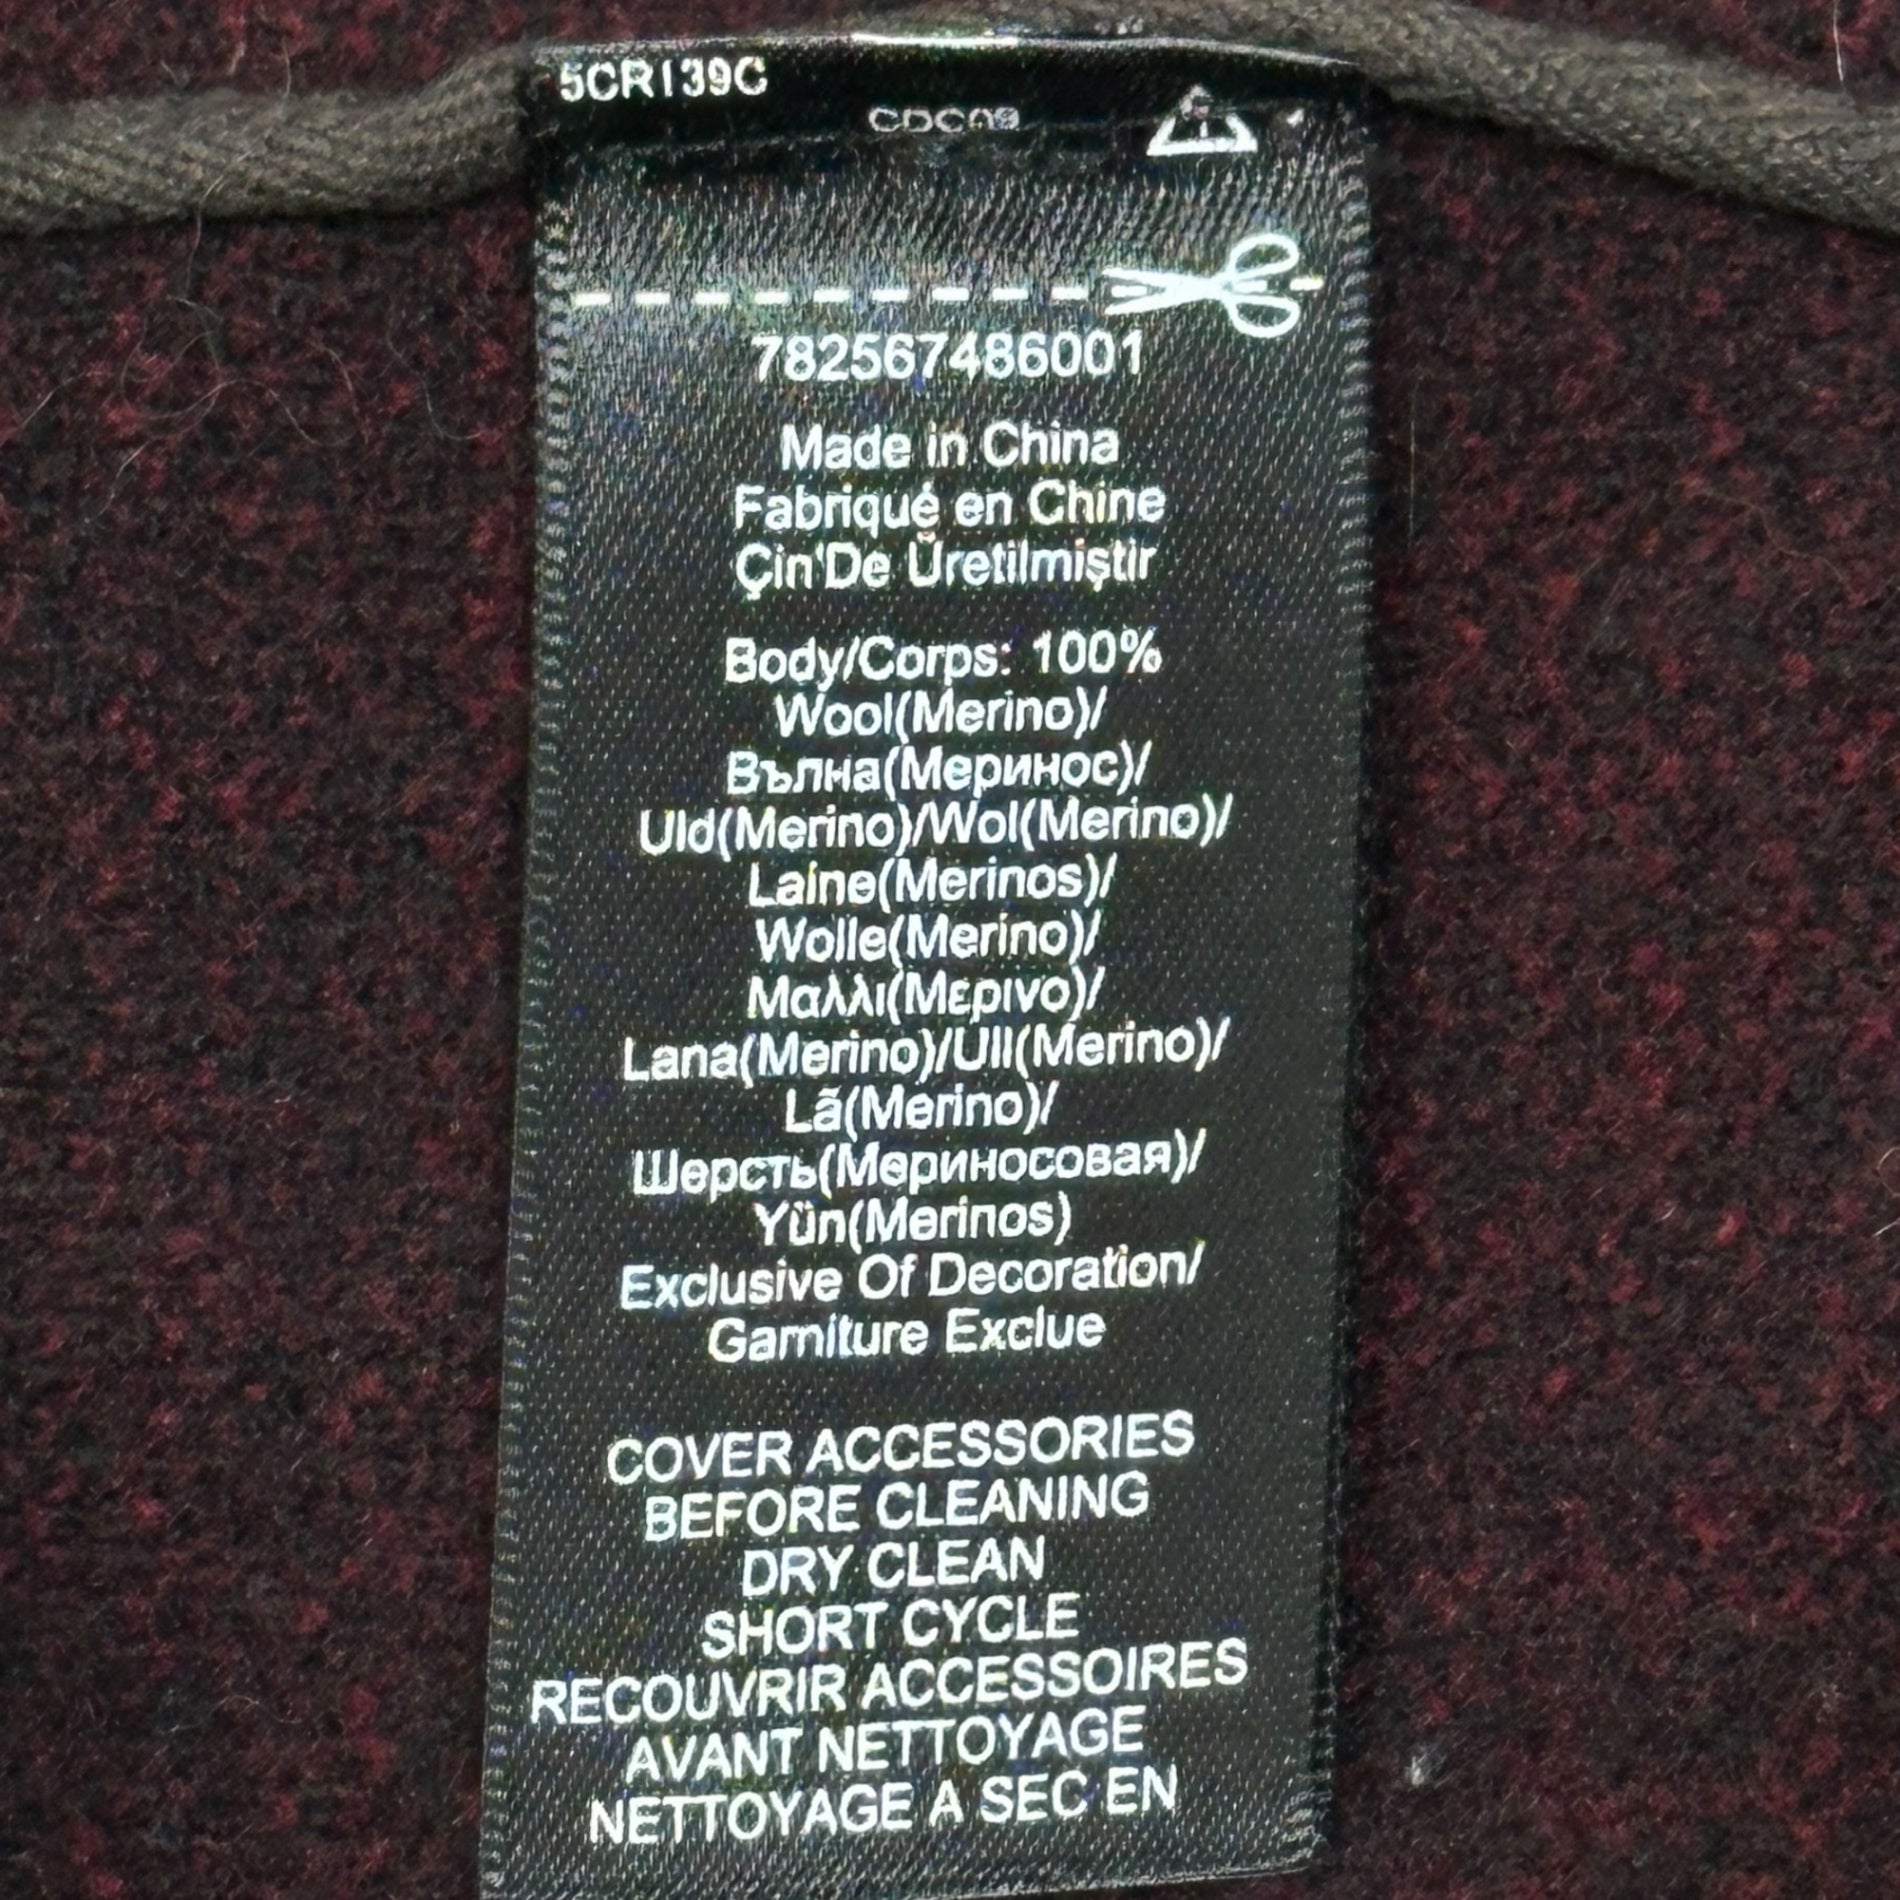 5CR139C
CDC09
782567486001
Made in China
Fabriqué en Chine
Çin'De Üretilmiştir
Body/Corps: 100%
Wool(Merino)/
Вълна(Меринос)/
Uld(Merino)/Wol(Merino)/
Laine(Merinos)/
Wolle(Merino)/
Μαλλι(Μερινο)/
Lana(Merino)/Ull(Merino)/
Lã(Merino)/
Шерсть(Мериносовая)/
Yün(Merinos)
Exclusive Of Decoration/
Garniture Exclue
COVER ACCESSORIES
BEFORE CLEANING
DRY CLEAN
SHORT CYCLE
RECOUVRIR ACCESSOIRES
AVANT NETTOYAGE
NETTOYAGE A SEC EN